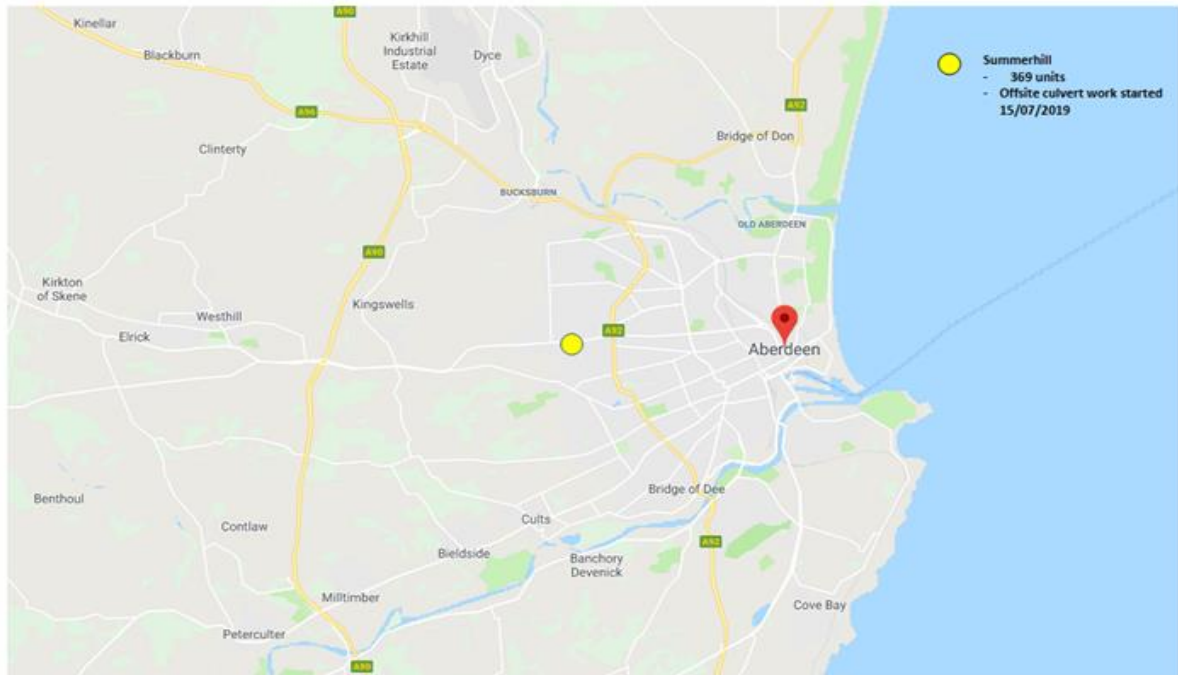 Kinellar
A90
Blackburn
Kirkhill
Industrial
Estate
Dyce
Summerhill
- 369 units
- Offsite culvert work started
15/07/2019
A96
A92
Bridge of Don
Clinterty
BUCKSBURN
OLD ABERDEEN
A90
Kirkton
of Skene
Kingswells
Westhill
Elrick
A92
Aberdeen
Benthoul
Bridge of Dee
Contlaw
Cults
Bieldside
A92
Banchory
Devenick
Milltimber
Cove Bay
Peterculter
A90